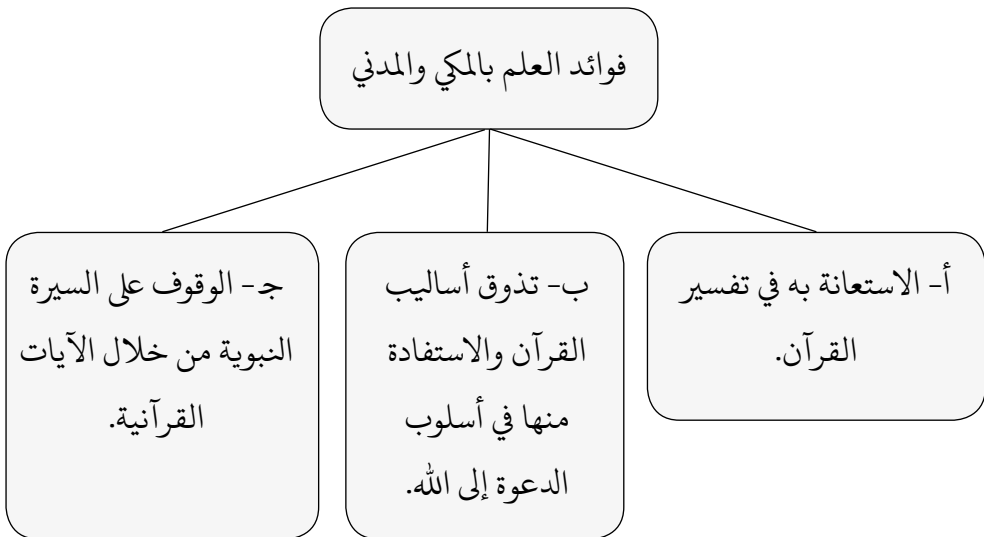 فوائد العلم بالمكي والمدني
أ- الاستعانة به في تفسير
القرآن.
ب- تذوق أساليب
القرآن والاستفادة
منها في أسلوب
الدعوة إلى الله.
جـ- الوقوف على السيرة
النبوية من خلال الآيات
القرآنية.